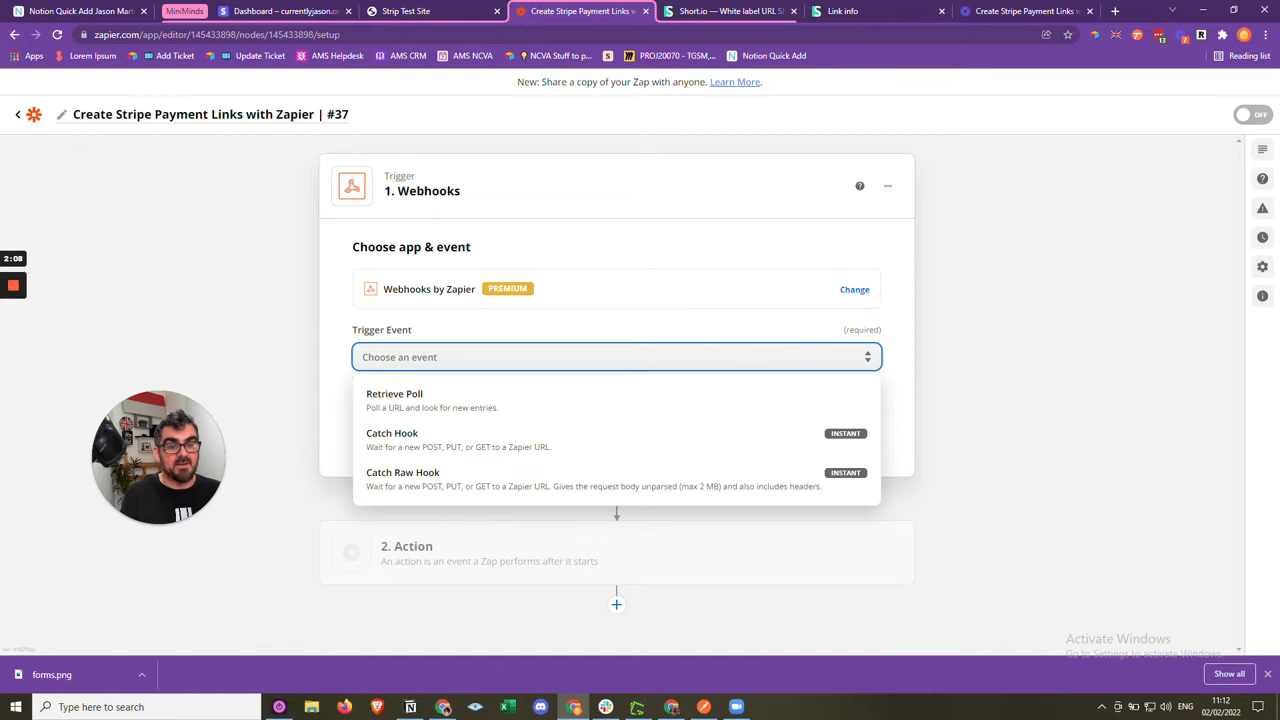 Notion Quick Add Jason Mart
MiniMinds
Dashboard – currentlyjason.or
Strip Test Site
Create Stripe Payment Links w
Short.io — White label URL S
Link info
Create Stripe Payment Links w
zapier.com/app/editor/145433898/nodes/145433898/setup
Apps
Lorem Ipsum
Add Ticket
Update Ticket
AMS Helpdesk
AMS CRM
AMS NCVA
NCVA Stuff to p...
PROJ20070 - TGSM,...
Notion Quick Add
Reading list
New: Share a copy of your Zap with anyone. Learn More.
Create Stripe Payment Links with Zapier | #37
OFF
Trigger
1. Webhooks
2:08
Choose app & event
Webhooks by Zapier PREMIUM
Change
Trigger Event
(required)
Choose an event
Retrieve Poll
Poll a URL and look for new entries.
Catch Hook
INSTANT
Wait for a new POST, PUT, or GET to a Zapier URL.
Catch Raw Hook
INSTANT
Wait for a new POST, PUT, or GET to a Zapier URL. Gives the request body unparsed (max 2 MB) and also includes headers.
2. Action
An action is an event a Zap performs after it starts
Activate Windows
Go to Settings to activate Windows.
forms.png
Show all
Type here to search
ENG
11:12
02/02/2022